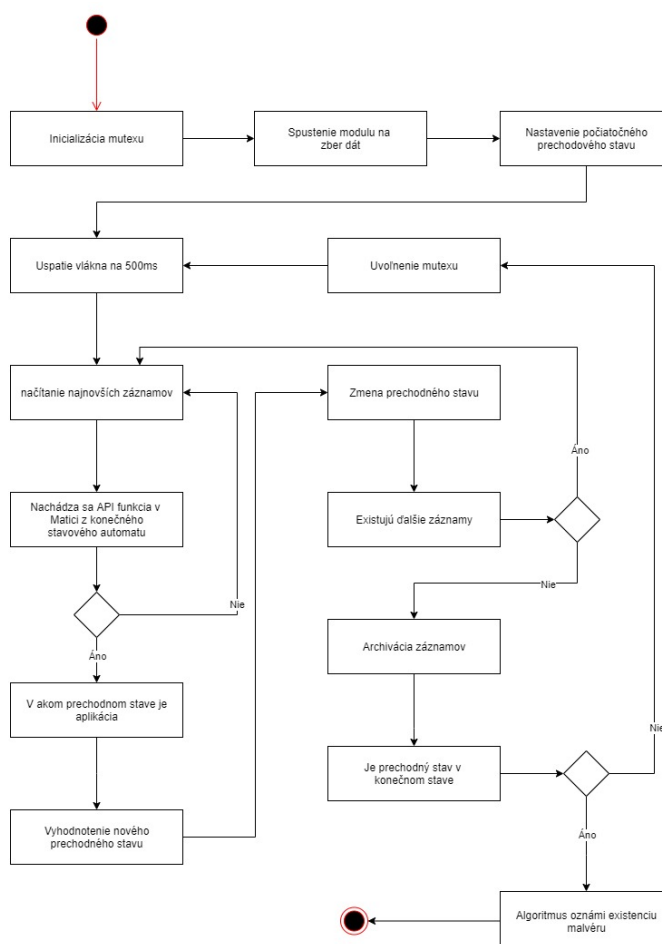 Inicializácia mutexu
Spustenie modulu na
zber dát
Nastavenie počiatočného
prechodového stavu
Uspatie vlákna na 500ms
Uvoľnenie mutexu
načítanie najnovších záznamov
Zmena prechodného stavu
Áno
Nachádza sa API funkcia v
Matici z konečného
stavového automatu
Existujú ďalšie záznamy
Nie
Nie
Áno
Archivácia záznamov
V akom prechodnom stave je
aplikácia
Nie
Je prechodný stav v
konečnom stave
Vyhodnotenie nového
prechodného stavu
Áno
Algoritmus oznámi existenciu
malvéru